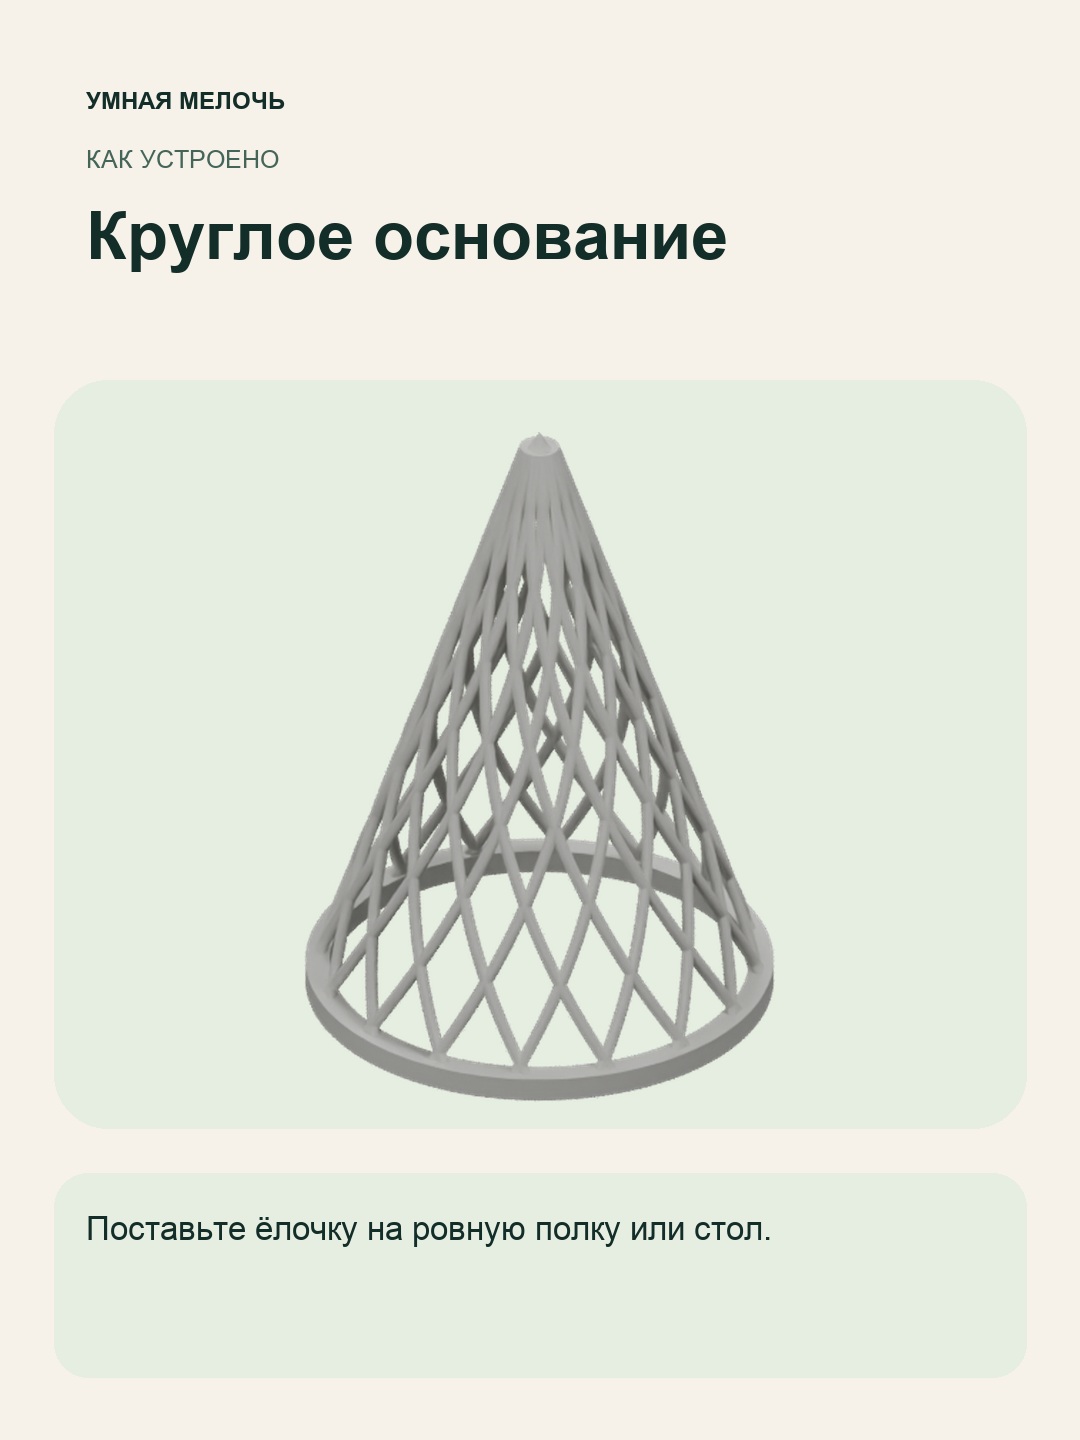 УМНАЯ МЕЛОЧЬ
КАК УСТРОЕНО
Круглое основание
Поставьте ёлочку на ровную полку или стол.